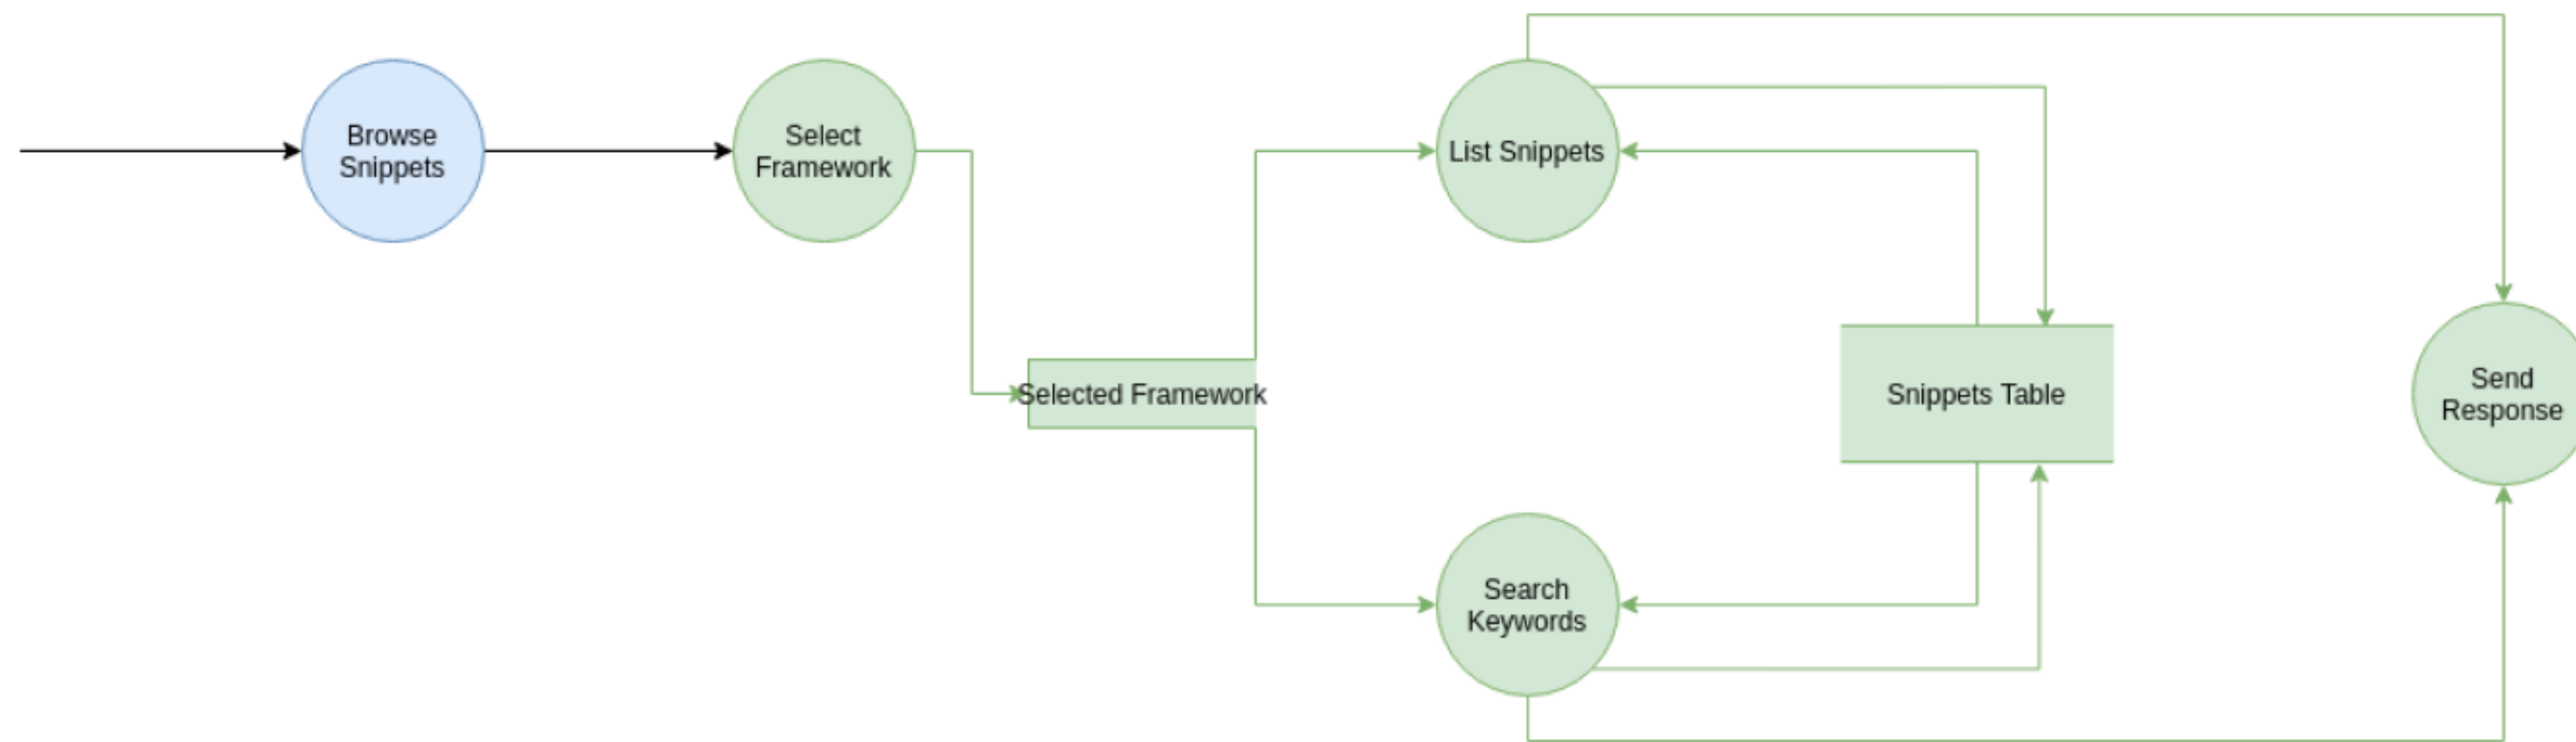 Browse
Snippets
Select
Framework
List Snippets
Selected Framework
Snippets Table
Send
Response
Search
Keywords